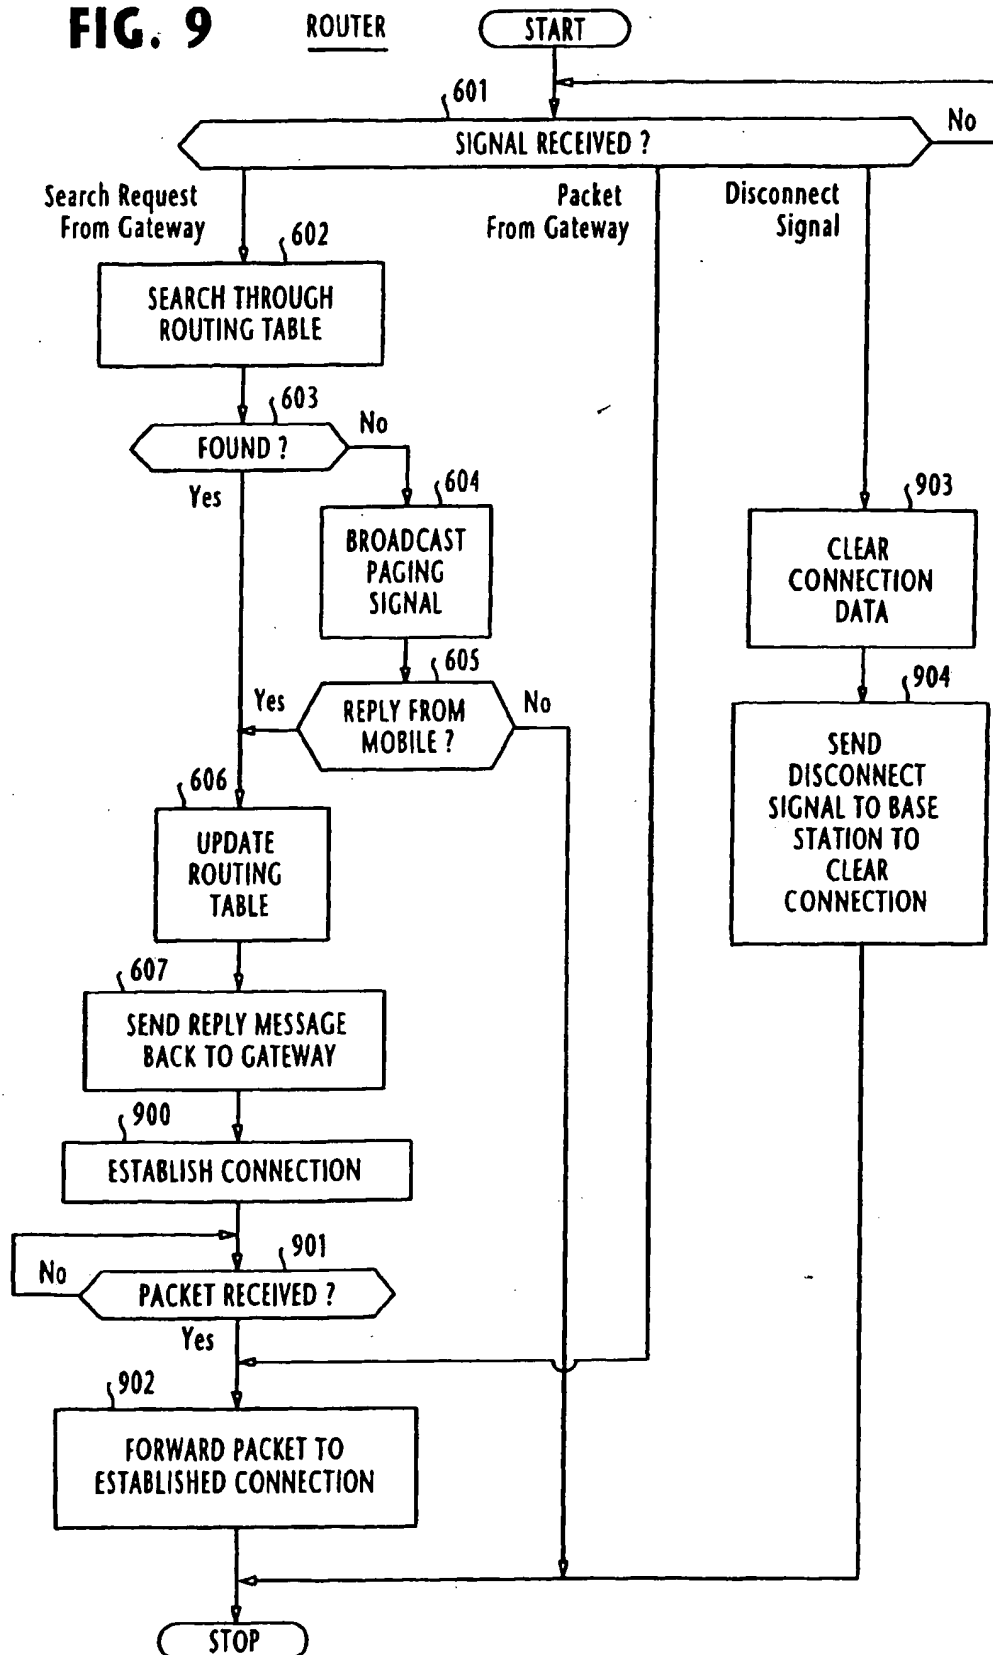 FIG. 9
ROUTER
START
601
SIGNAL RECEIVED ?
No
Search Request
From Gateway
Packet
From Gateway
Disconnect
Signal
602
SEARCH THROUGH
ROUTING TABLE
603
FOUND ?
No
Yes
604
BROADCAST
PAGING
SIGNAL
605
REPLY FROM
MOBILE ?
Yes
No
903
CLEAR
CONNECTION
DATA
904
SEND
DISCONNECT
SIGNAL TO BASE
STATION TO
CLEAR
CONNECTION
606
UPDATE
ROUTING
TABLE
607
SEND REPLY MESSAGE
BACK TO GATEWAY
900
ESTABLISH CONNECTION
901
PACKET RECEIVED ?
No
Yes
902
FORWARD PACKET TO
ESTABLISHED CONNECTION
STOP